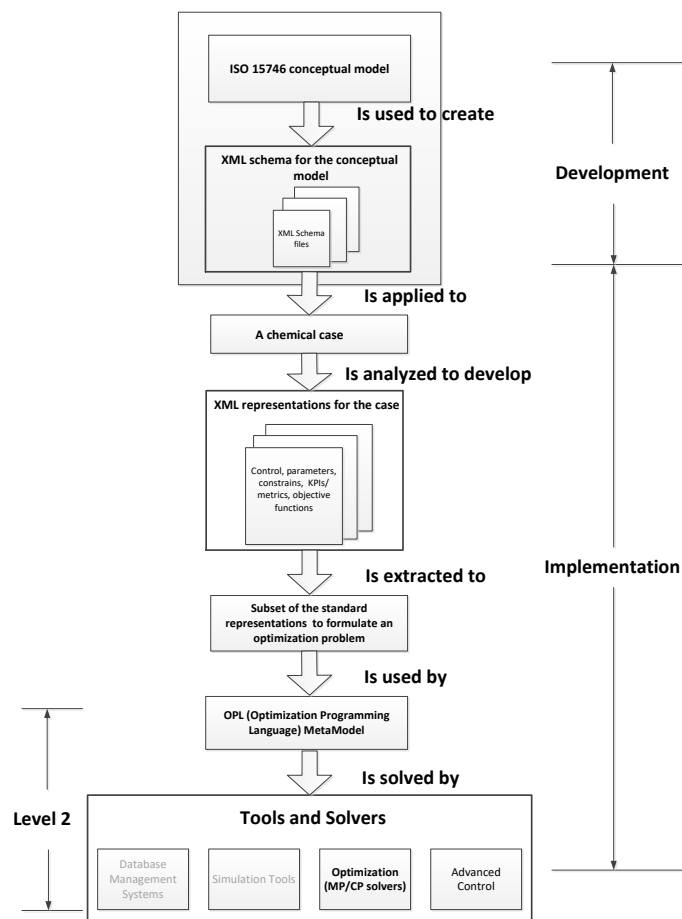 ISO 15746 conceptual model
Is used to create
XML schema for the conceptual
model
XML Schema
files
Development
Is applied to
A chemical case
Is analyzed to develop
XML representations for the case
Control, parameters,
constrains, KPIs/
metrics, objective
functions
Is extracted to
Implementation
Subset of the standard
representations to formulate an
optimization problem
Is used by
OPL (Optimization Programming
Language) MetaModel
Is solved by
Level 2
Tools and Solvers
Database
Management
Systems
Simulation Tools
Optimization
(MP/CP solvers)
Advanced
Control